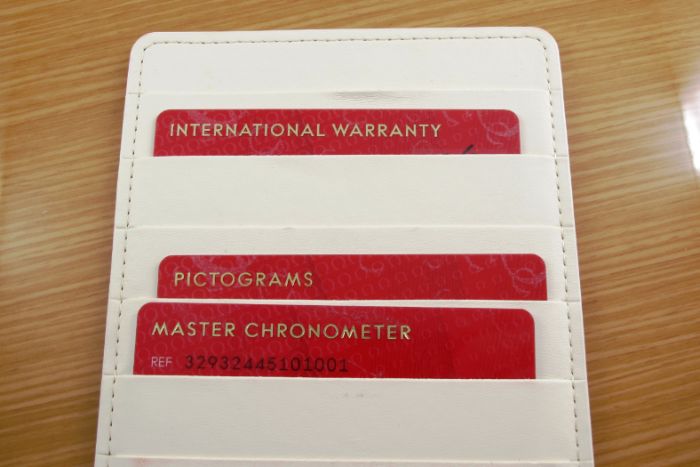 INTERNATIONAL WARRANTY
PICTOGRAMS
MASTER CHRONOMETER
REF 32932445101001